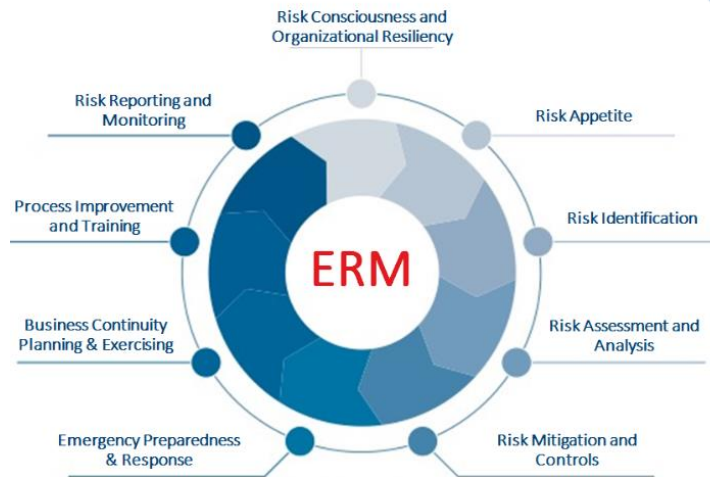 Risk Consciousness and
Organizational Resiliency
Risk Appetite
Risk Identification
Risk Assessment and
Analysis
Risk Mitigation and
Controls
Emergency Preparedness
& Response
Business Continuity
Planning & Exercising
Process Improvement
and Training
Risk Reporting and
Monitoring
ERM